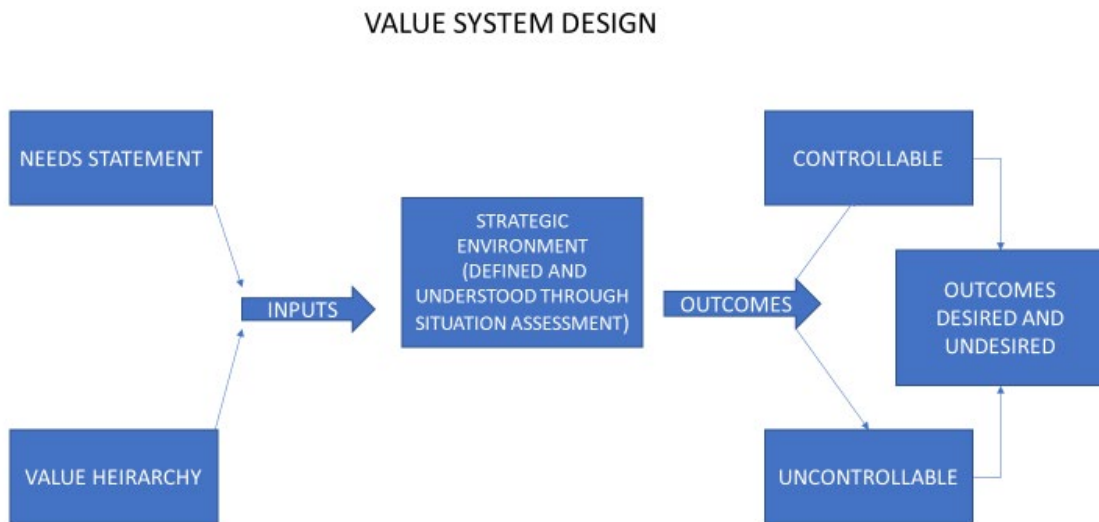 VALUE SYSTEM DESIGN
NEEDS STATEMENT
VALUE HEIRARCHY
INPUTS
STRATEGIC
ENVIRONMENT
(DEFINED AND
UNDERSTOOD THROUGH
SITUATION ASSESSMENT)
OUTCOMES
CONTROLLABLE
UNCONTROLLABLE
OUTCOMES
DESIRED AND
UNDESIRED